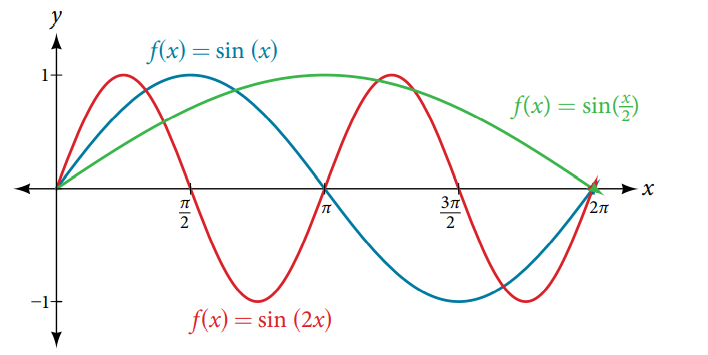 y
f(x) = sin (x)
1
f(x) = sin(x/2)
x
π/2
π
3π/2
2π
−1
f(x) = sin (2x)